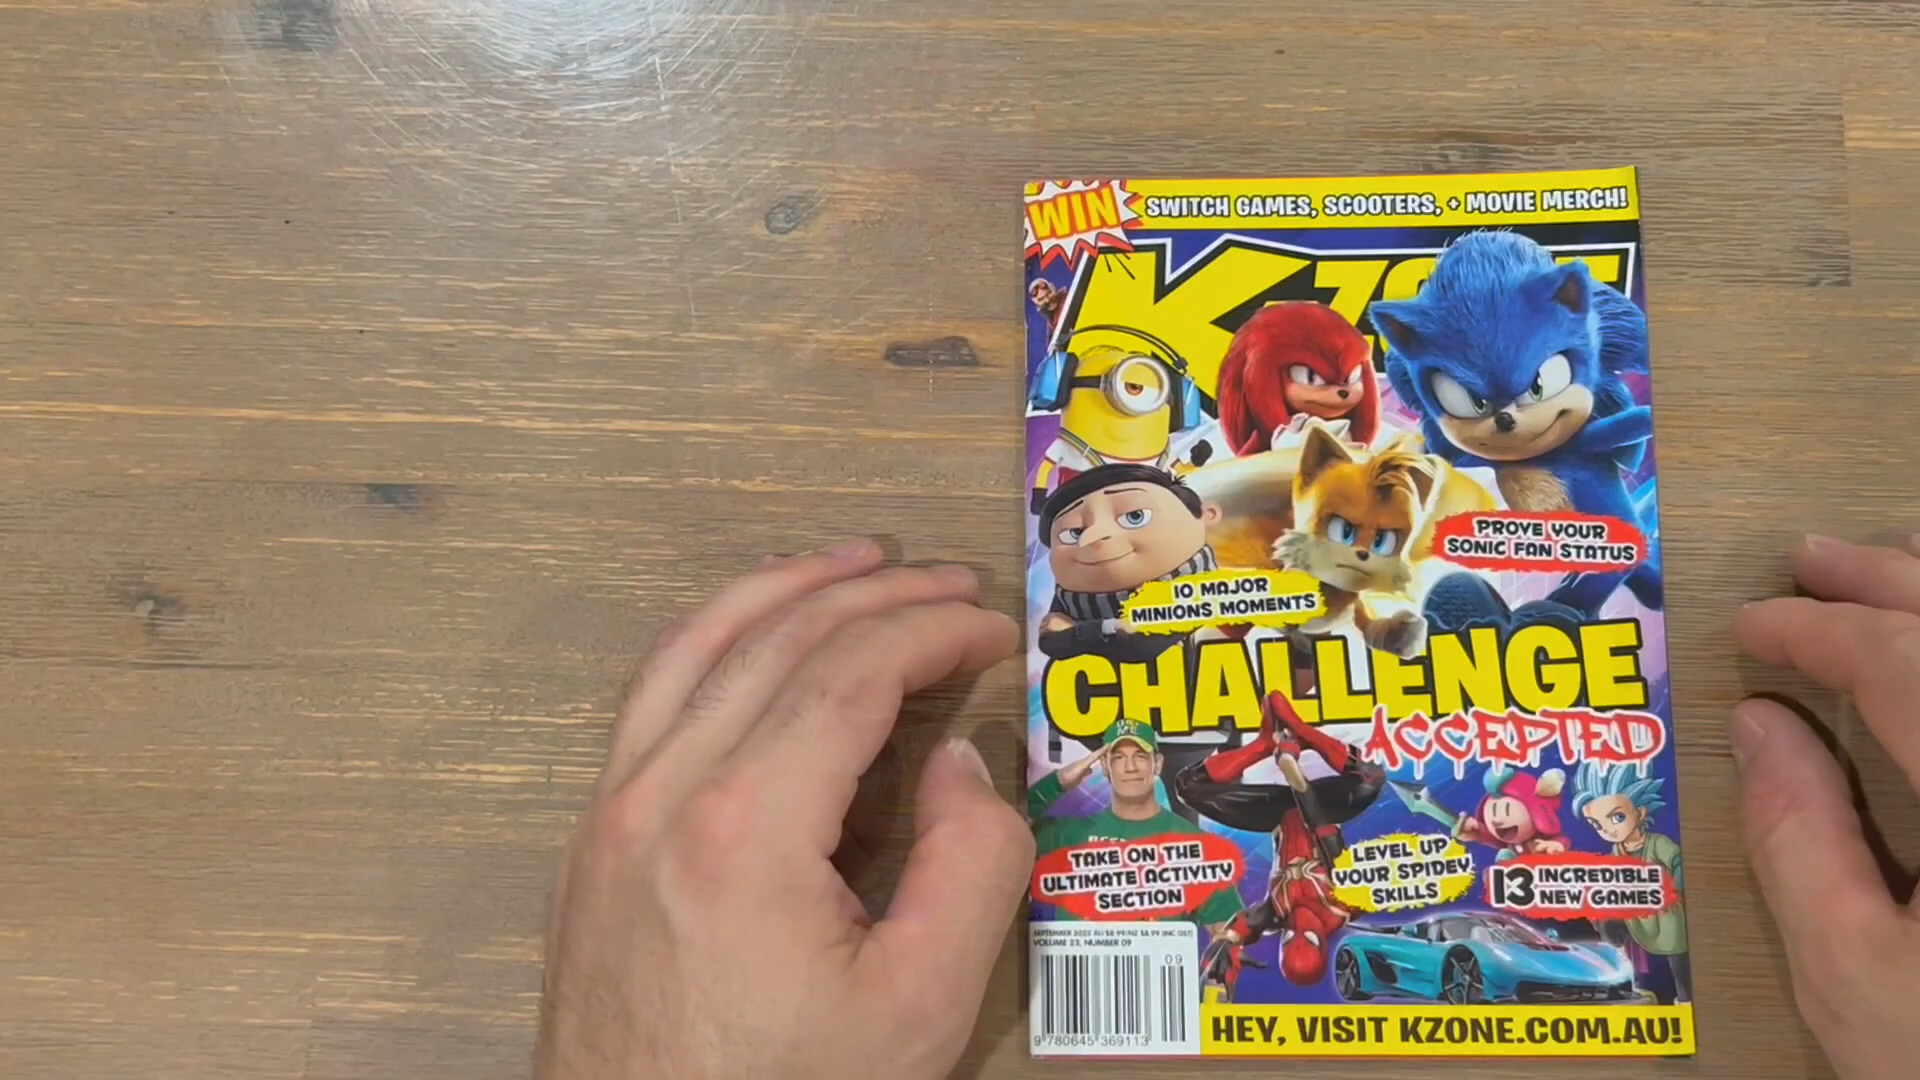 WIN
SWITCH GAMES, SCOOTERS, + MOVIE MERCH!
PROVE YOUR
SONIC FAN STATUS
10 MAJOR
MINIONS MOMENTS
CHALLENGE
ACCEPTED
TAKE ON THE
ULTIMATE ACTIVITY
SECTION
LEVEL UP
YOUR SPIDEY
SKILLS
13 INCREDIBLE
NEW GAMES
VOLUME 23, NUMBER 09
09
9 780645 369113
HEY, VISIT KZONE.COM.AU!